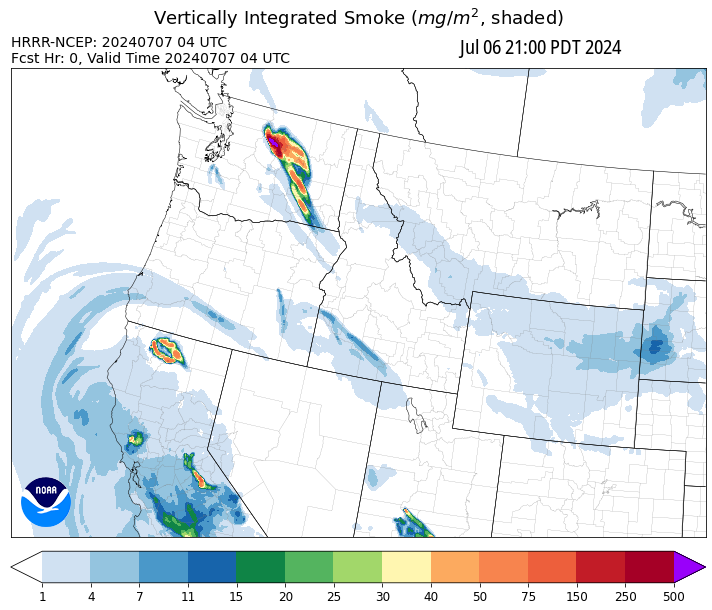 Vertically Integrated Smoke (mg/m², shaded)
HRRR-NCEP: 20240707 04 UTC
Jul 06 21:00 PDT 2024
Fcst Hr: 0, Valid Time 20240707 04 UTC
NOAA
1 4 7 11 15 20 25 30 40 50 75 150 250 500